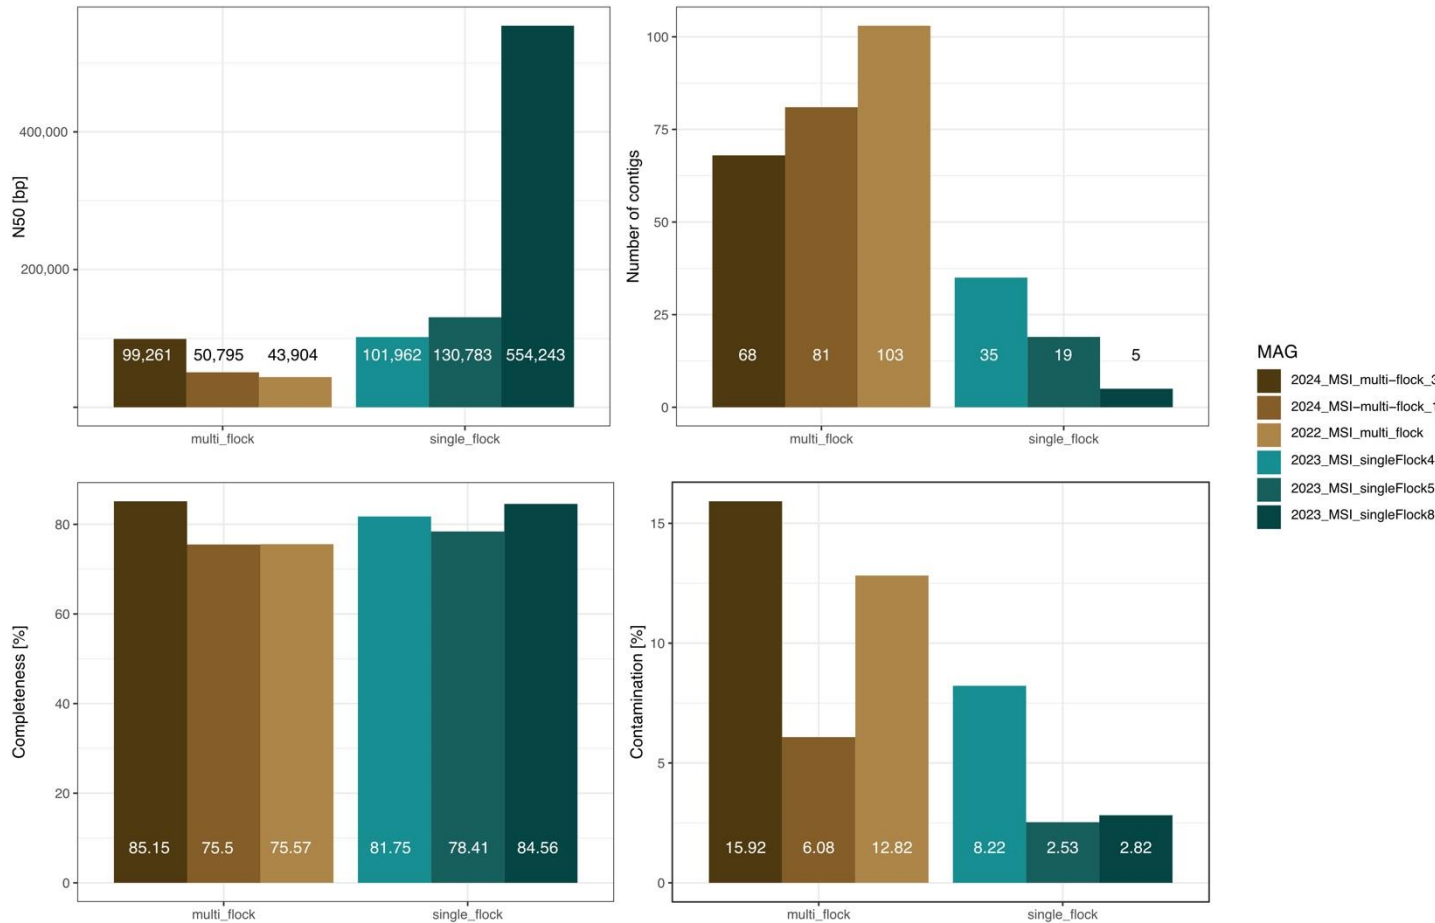 N50 [bp]
400,000
200,000
99,261 50,795 43,904 101,962 130,783 554,243
multi_flock single_flock
Number of contigs
100
75
50
25
0
68 81 103 35 19 5
multi_flock single_flock
Completeness [%]
80
60
40
20
0
85.15 75.5 75.57 81.75 78.41 84.56
multi_flock single_flock
Contamination [%]
15
10
5
0
15.92 6.08 12.82 8.22 2.53 2.82
multi_flock single_flock
MAG
2024_MSI_multi-flock_3
2024_MSI-multi-flock_1
2022_MSI_multi_flock
2023_MSI_singleFlock4
2023_MSI_singleFlock5
2023_MSI_singleFlock8